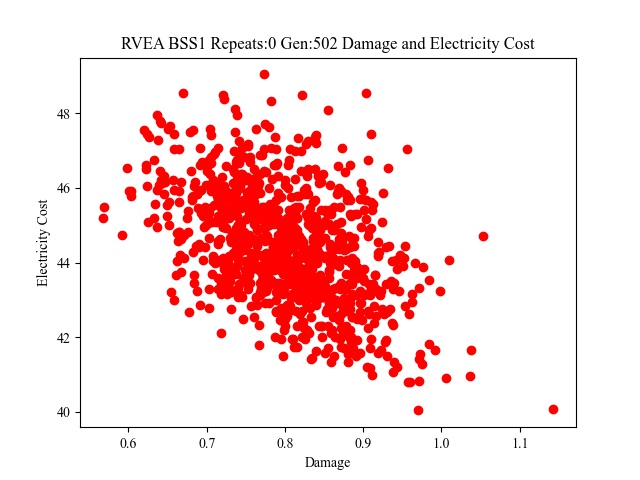 RVEA BSS1 Repeats:0 Gen:502 Damage and Electricity Cost
48
46
44
42
40
Electricity Cost
0.6 0.7 0.8 0.9 1.0 1.1
Damage